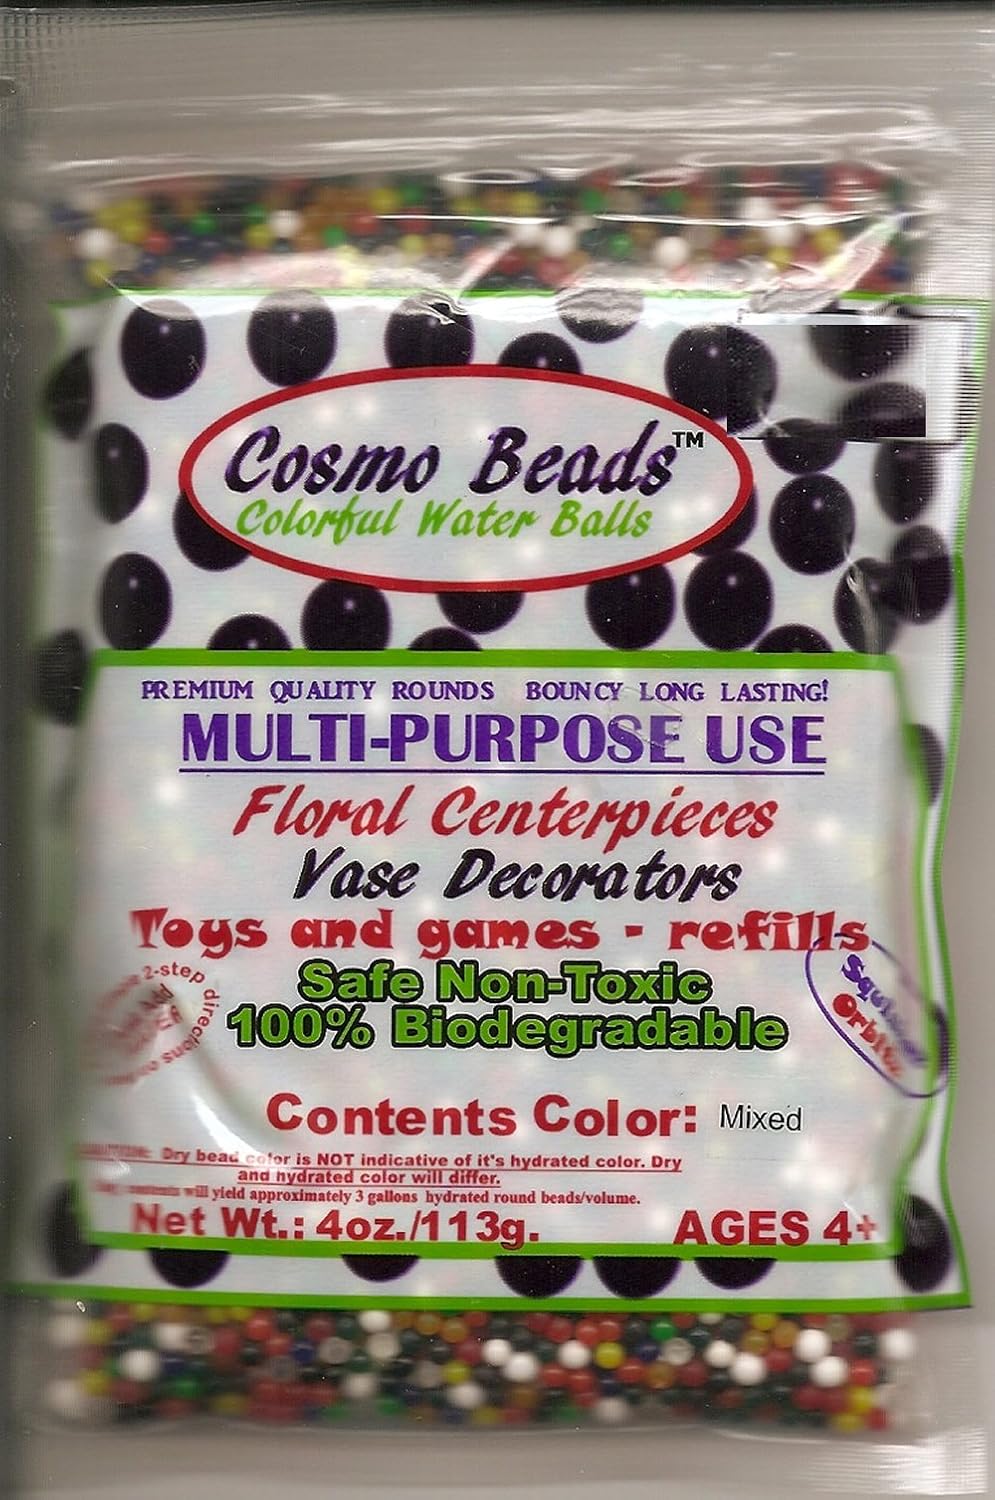 Cosmo Beads™
Colorful Water Balls
PREMIUM QUALITY ROUNDS BOUNCY LONG LASTING!
MULTI-PURPOSE USE
Floral Centerpieces
Vase Decorators
Toys and games - refills
Safe Non-Toxic
100% Biodegradable
2-step directions
Contents Color: Mixed
Dry bead color is NOT indicative of it's hydrated color. Dry
and hydrated color will differ.
contents will yield approximately 3 gallons hydrated round beads/volume.
Net Wt.: 4oz./113g.
AGES 4+